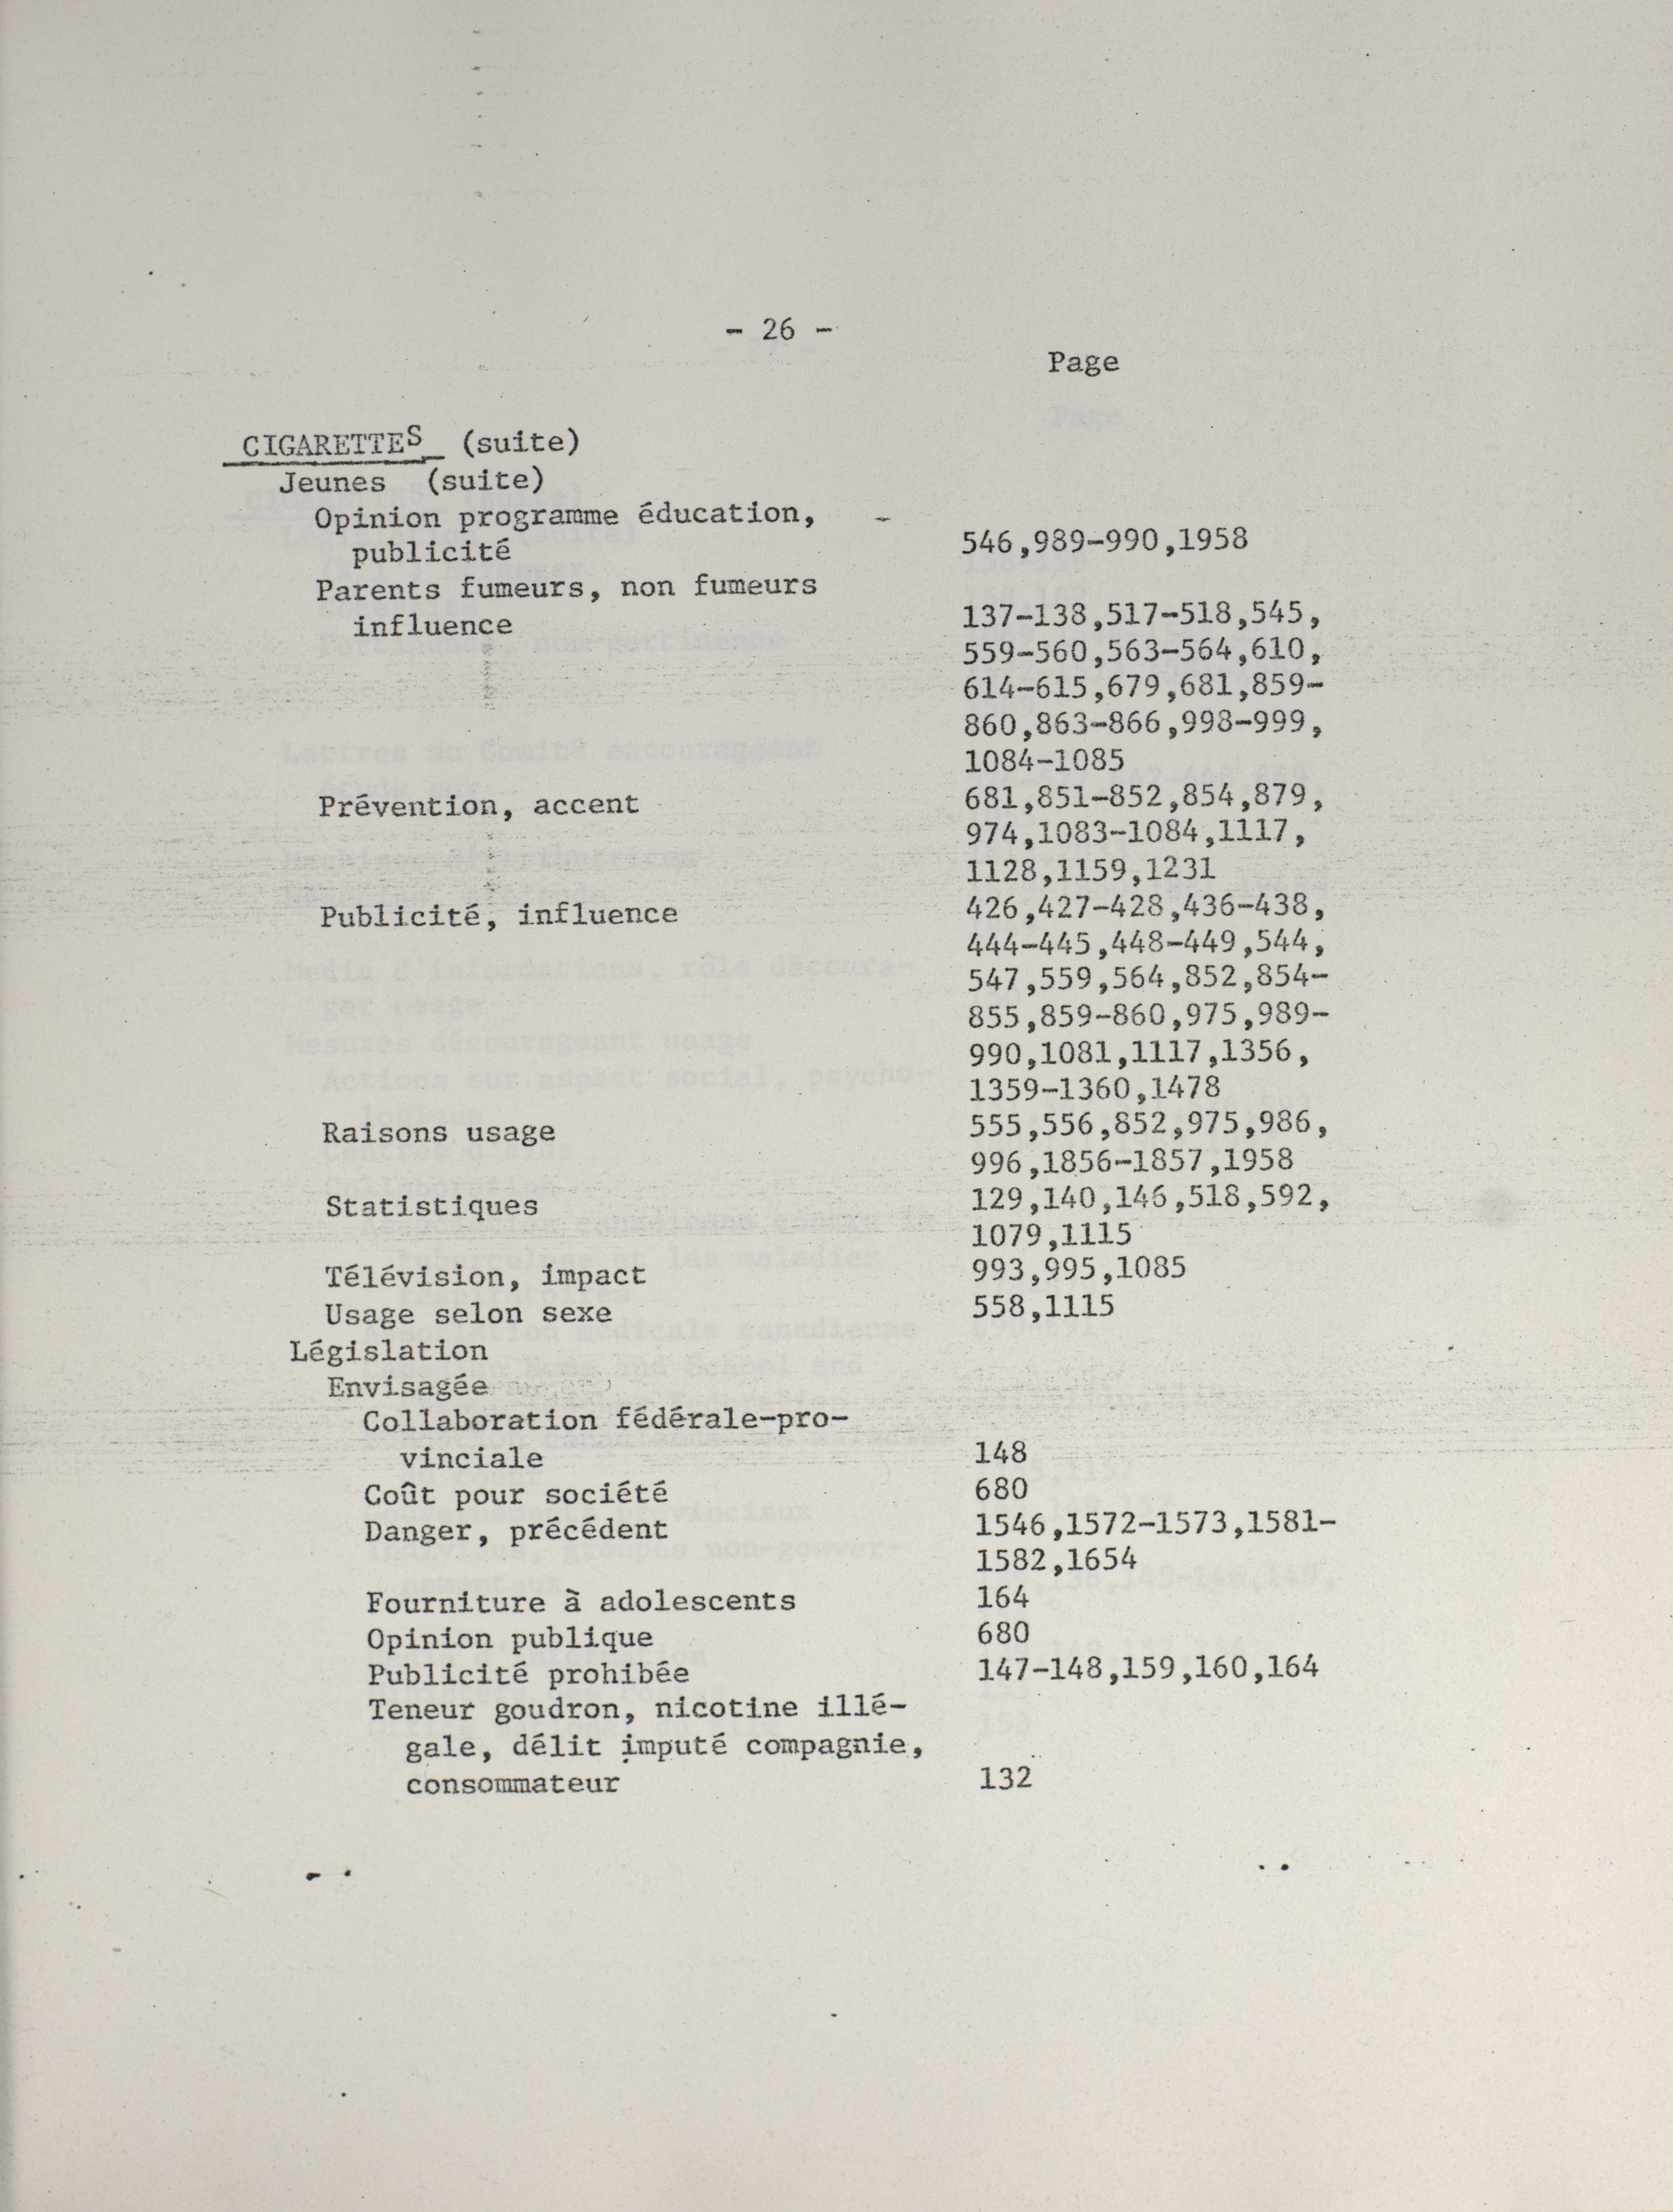 - 26 -
Page
CIGARETTES (suite)
Jeunes (suite)
Opinion programme éducation, -
publicité 546,989-990,1958
Parents fumeurs, non fumeurs
influence 137-138,517-518,545,
559-560,563-564,610,
614-615,679,681,859-
860,863-866,998-999,
1084-1085
Prévention, accent 681,851-852,854,879,
974,1083-1084,1117,
1128,1159,1231
Publicité, influence 426,427-428,436-438,
444-445,448-449,544,
547,559,564,852,854-
855,859-860,975,989-
990,1081,1117,1356,
1359-1360,1478
Raisons usage 555,556,852,975,986,
996,1856-1857,1958
Statistiques 129,140,146,518,592,
1079,1115
Télévision, impact 993,995,1085
Usage selon sexe 558,1115
Législation
Envisagée
Collaboration fédérale-pro-
vinciale 148
Coût pour société 680
Danger, précédent 1546,1572-1573,1581-
1582,1654
Fourniture à adolescents 164
Opinion publique 680
Publicité prohibée 147-148,159,160,164
Teneur goudron, nicotine illé-
gale, délit imputé compagnie,
consommateur 132